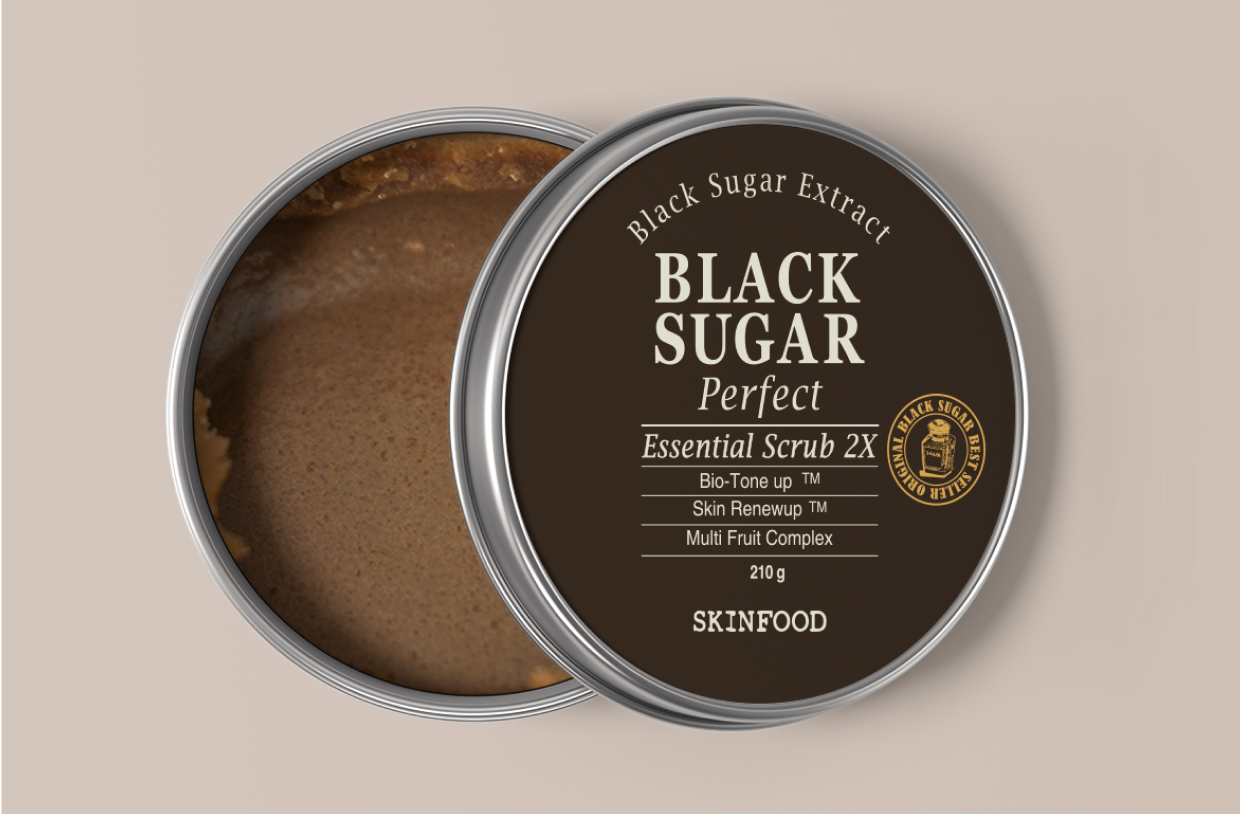 Black Sugar Extract
BLACK
SUGAR
Perfect
Essential Scrub 2X
Bio-Tone up ™
Skin Renewup ™
Multi Fruit Complex
210 g
SKINFOOD
ORIGINAL BLACK SUGAR BEST SELLER
SUGAR